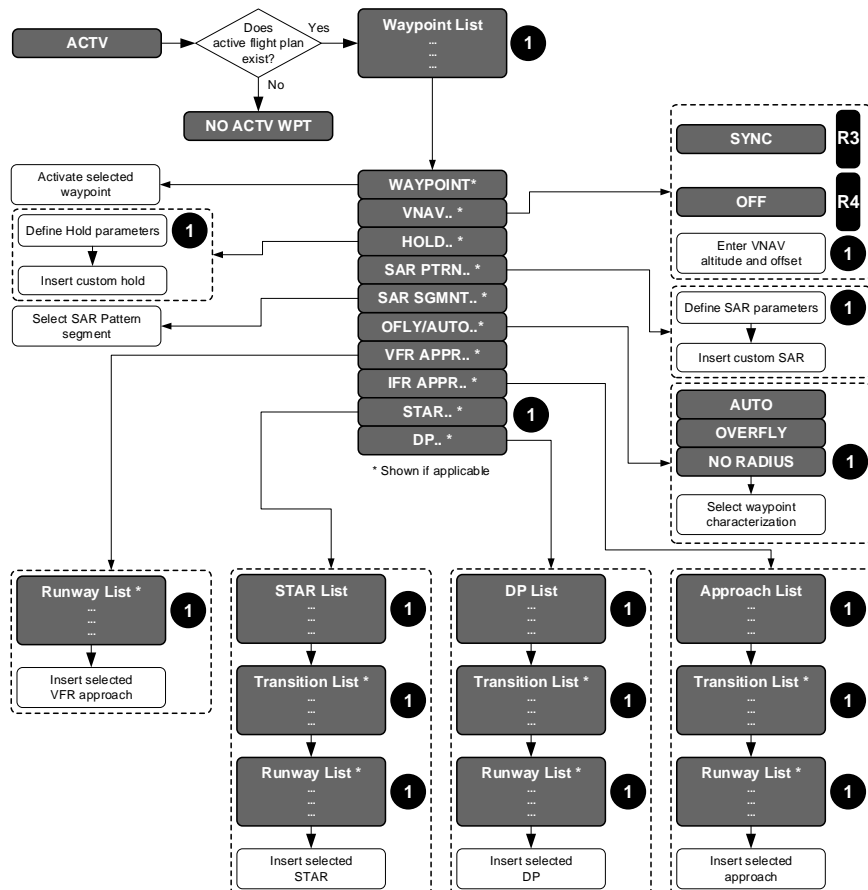 ACTV
Does
active flight plan
exist?
Yes
No
NO ACTV WPT
Waypoint List
...
...
...
1
WAYPOINT*
VNAV.. *
HOLD.. *
SAR PTRN.. *
SAR SGMNT.. *
OFLY/AUTO..*
VFR APPR.. *
IFR APPR.. *
STAR.. *
DP.. *
1
* Shown if applicable
Activate selected
waypoint
Define Hold parameters
1
Insert custom hold
Select SAR Pattern
segment
SYNC
R3
OFF
R4
Enter VNAV
altitude and offset
1
Define SAR parameters
1
Insert custom SAR
AUTO
OVERFLY
NO RADIUS
1
Select waypoint
characterization
Runway List *
...
...
...
1
Insert selected
VFR approach
STAR List
...
...
...
1
Transition List *
...
...
...
1
Runway List *
...
...
...
1
Insert selected
STAR
DP List
...
...
...
1
Transition List *
...
...
...
1
Runway List *
...
...
...
1
Insert selected
DP
Approach List
...
...
...
1
Transition List *
...
...
...
1
Runway List *
...
...
...
1
Insert selected
approach